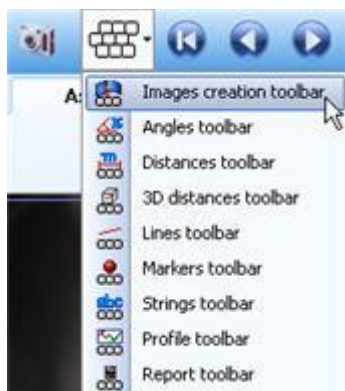 A:
Images creation toolbar
Angles toolbar
Distances toolbar
3D distances toolbar
Lines toolbar
Markers toolbar
Strings toolbar
Profile toolbar
Report toolbar